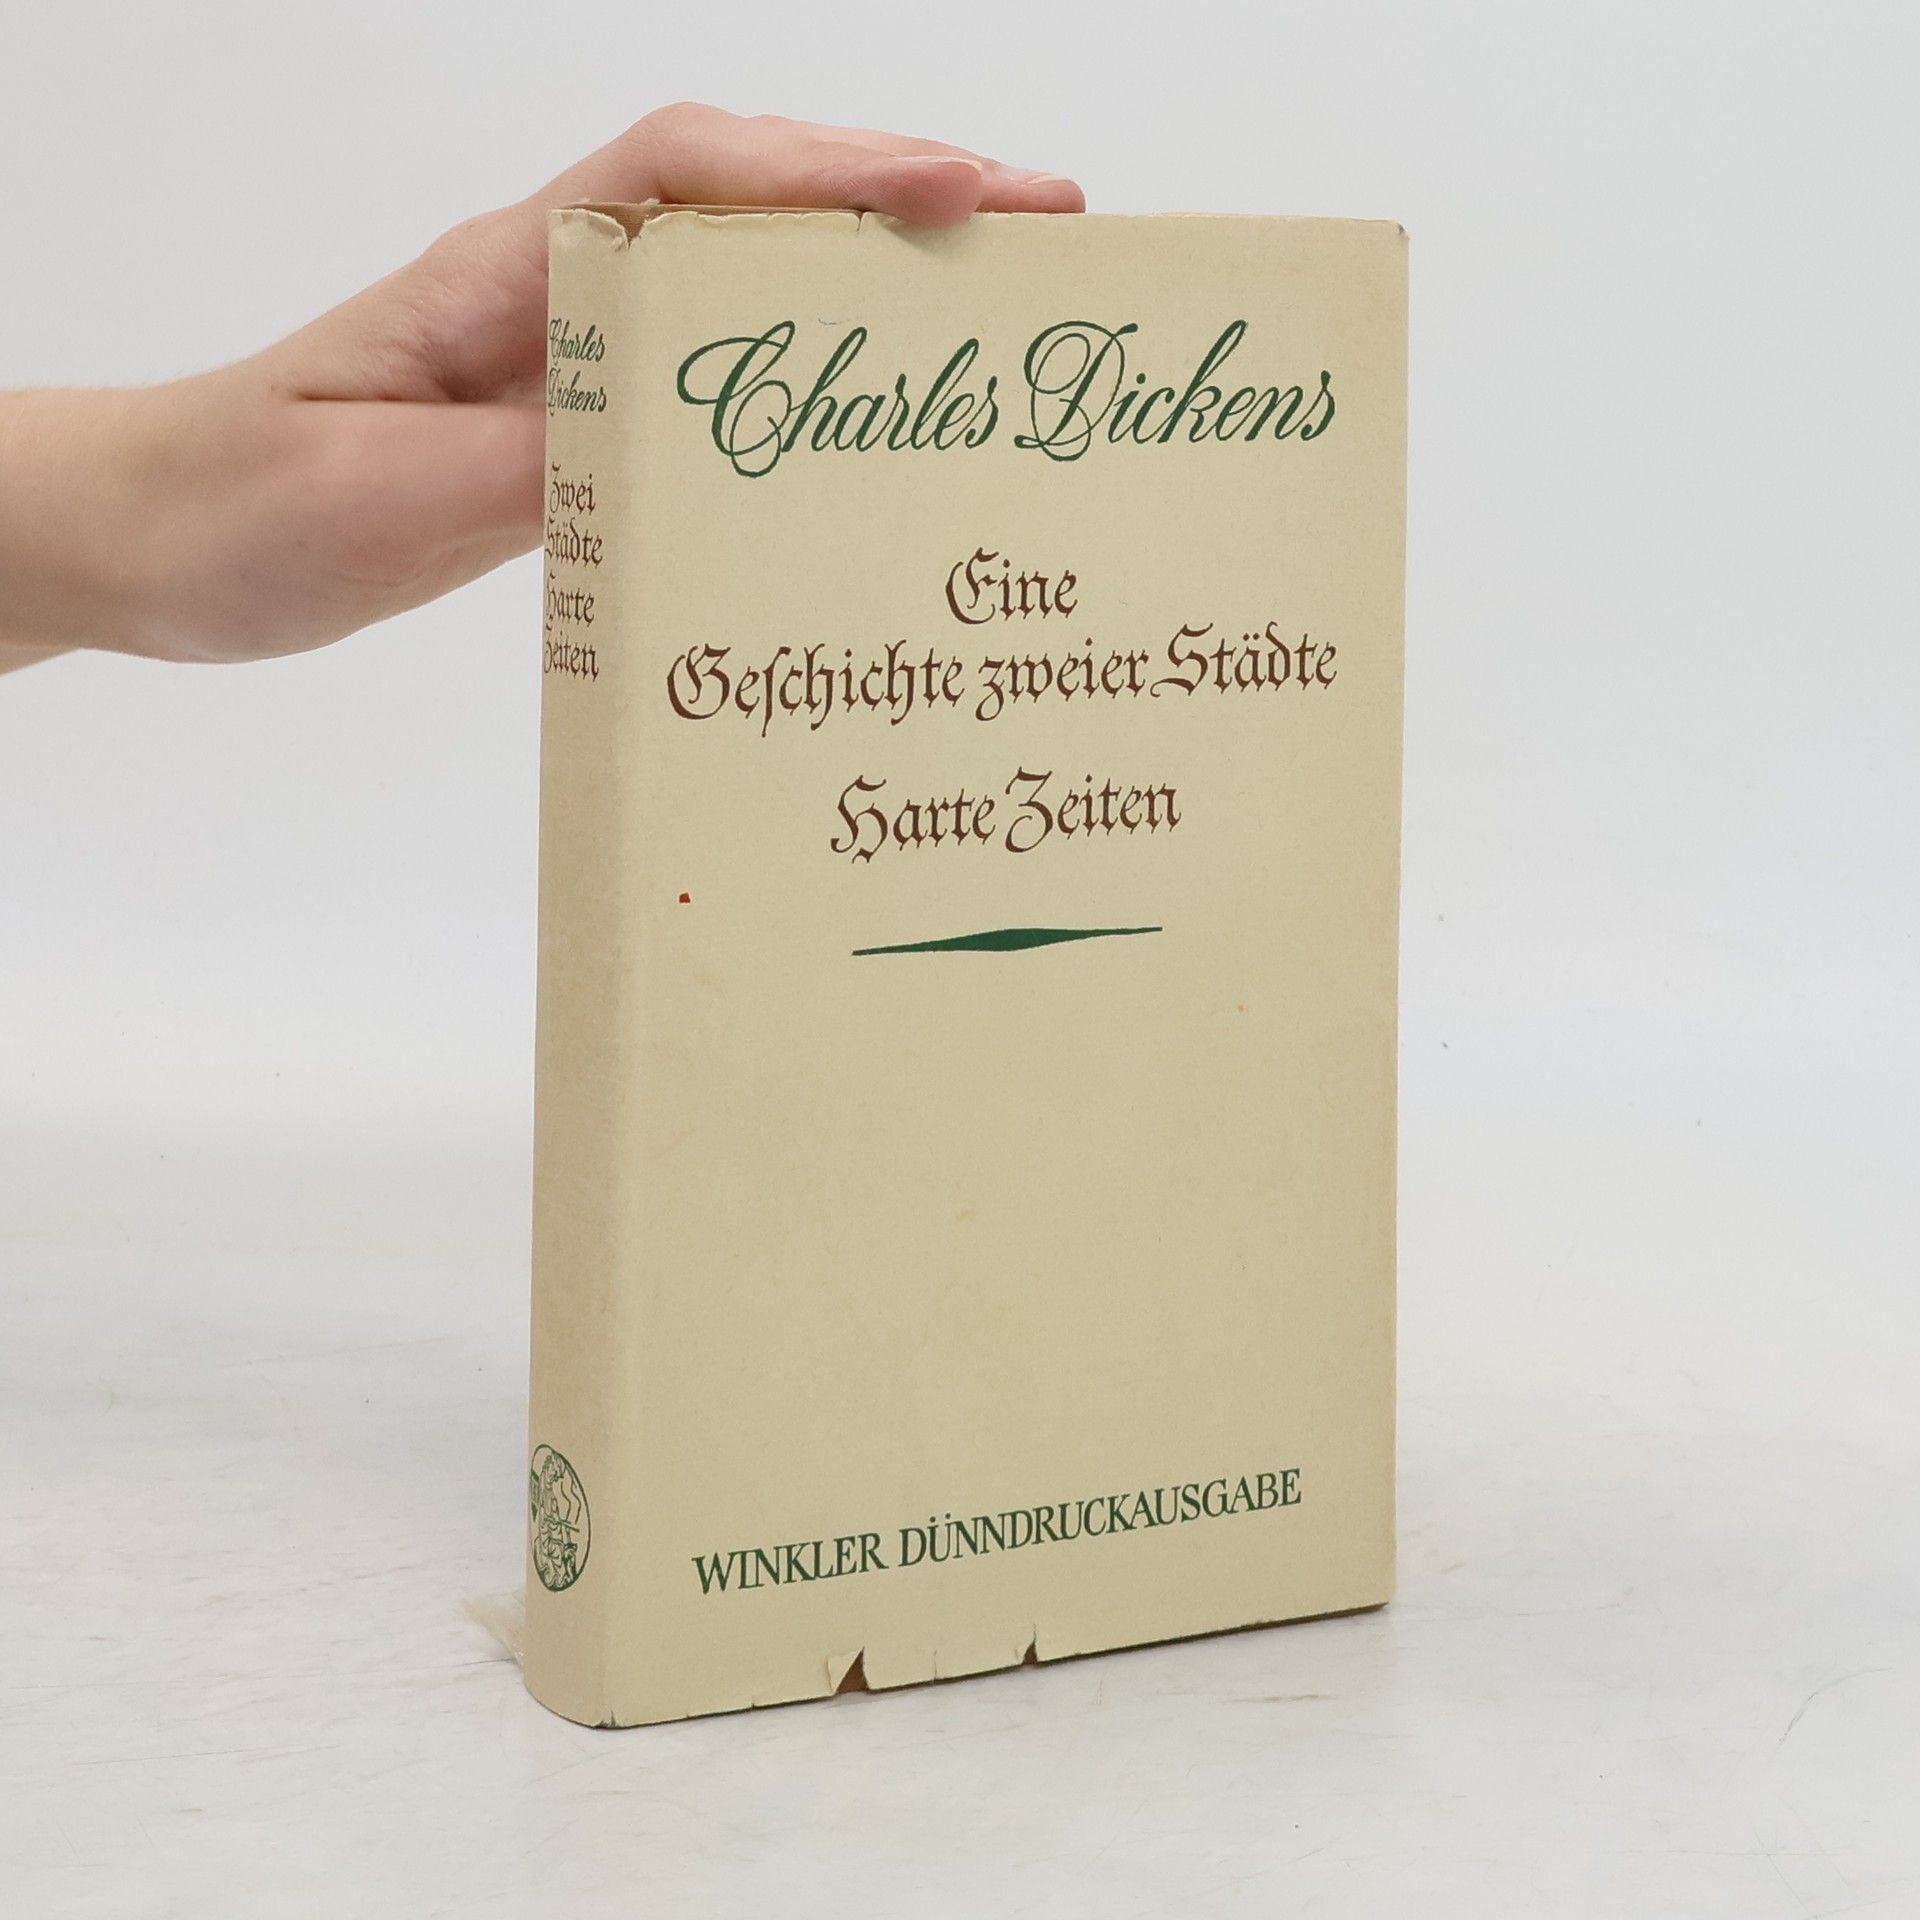 Charles
Dickens
Zwei
Städte
Harte
Zeiten
Charles Dickens
Eine
Geschichte zweier Städte
Harte Zeiten
WINKLER DÜNNDRUCKAUSGABE